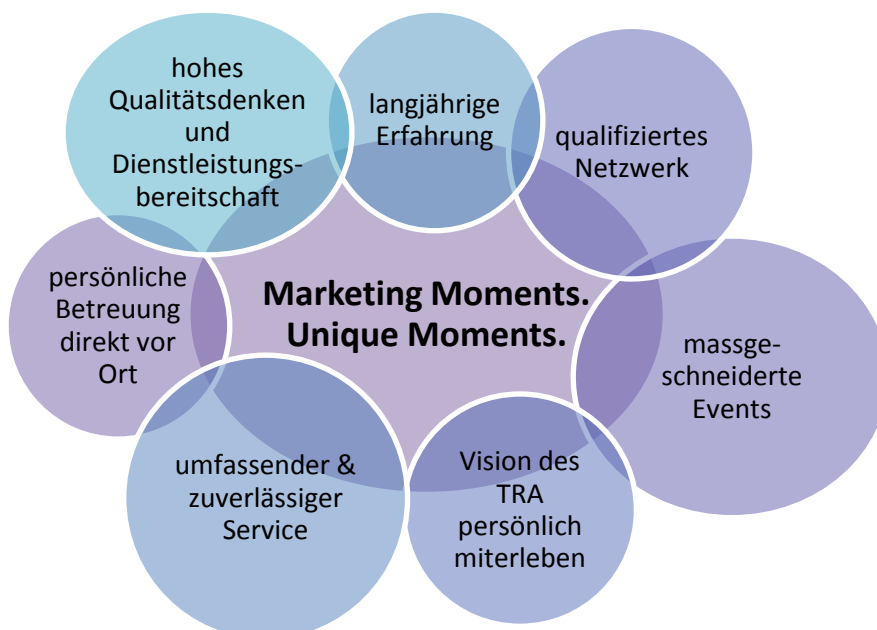 hohes
Qualitätsdenken
und
Dienstleistungs-
bereitschaft
langjährige
Erfahrung
qualifiziertes
Netzwerk
persönliche
Betreuung
direkt vor
Ort
Marketing Moments.
Unique Moments.
massge-
schneiderte
Events
umfassender &
zuverlässiger
Service
Vision des
TRA
persönlich
miterleben